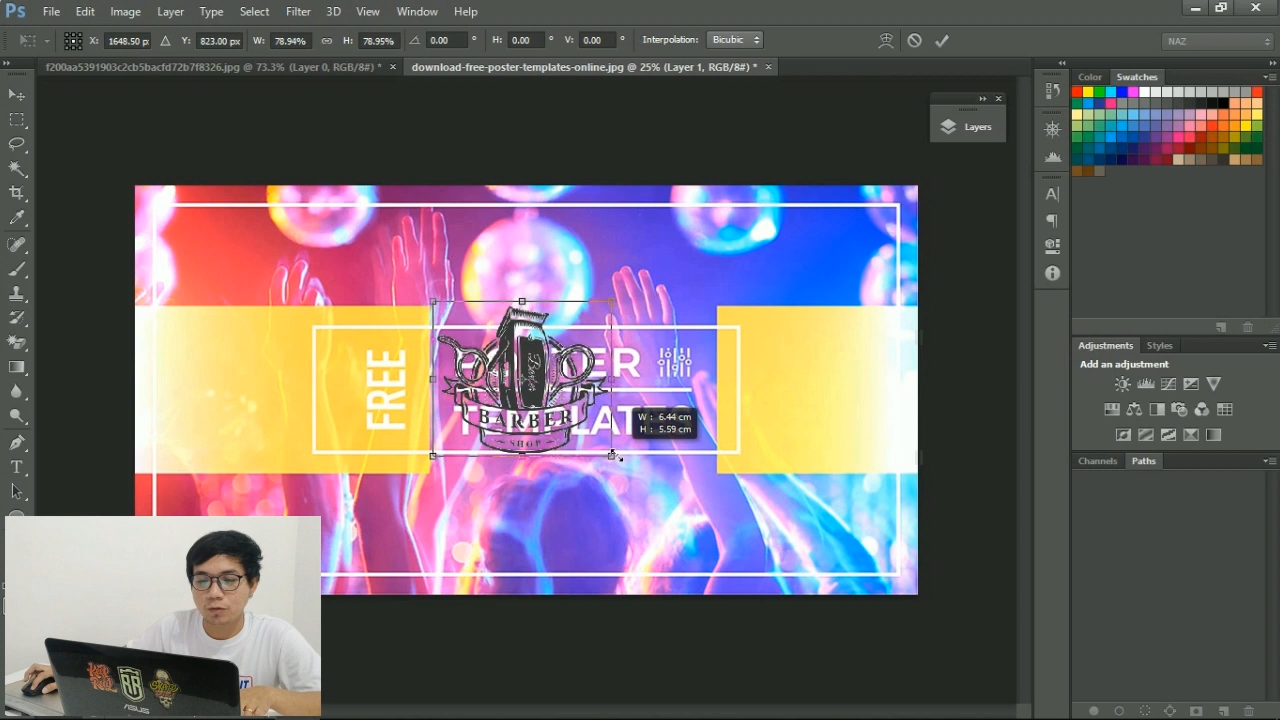 Ps File Edit Image Layer Type Select Filter 3D View Window Help
X: 1648.50 px Y: 823.00 px W: 78.94% H: 78.95% 0.00 ° H: 0.00 ° V: 0.00 ° Interpolation: Bicubic NAZ
f200aa5391903c2cb5bacfd72b7f8326.jpg @ 73.3% (Layer 0, RGB/8#) * × download-free-poster-templates-online.jpg @ 25% (Layer 1, RGB/8#) * ×
Color Swatches
Layers
FREE
TEMPLATES
BARBER
SHOP
W: 6.44 cm
H: 5.59 cm
Adjustments Styles
Add an adjustment
Channels Paths
ASUS